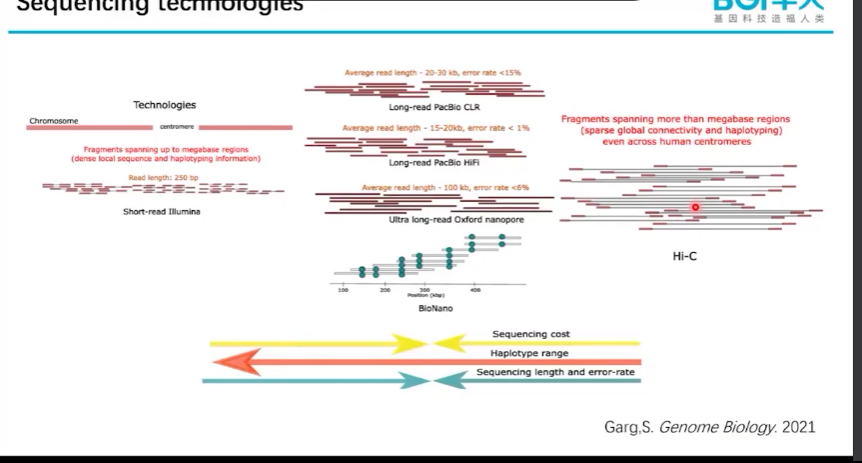 Sequencing technologies
BGI华大
基因科技造福人类
Technologies
Chromosome
centromere
Fragments spanning up to megabase regions
(dense local sequence and haplotyping information)
Read length: 250 bp
Short-read Illumina
Average read length - 20-30 kb, error rate <15%
Long-read PacBio CLR
Average read length - 15-20kb, error rate < 1%
Long-read PacBio HiFi
Average read length - 100 kb, error rate <6%
Ultra long-read Oxford nanopore
100 200 300 400
Position (kbp)
BioNano
Fragments spanning more than megabase regions
(sparse global connectivity and haplotyping)
even across human centromeres
Hi-C
Sequencing cost
Haplotype range
Sequencing length and error-rate
Garg,S. Genome Biology. 2021